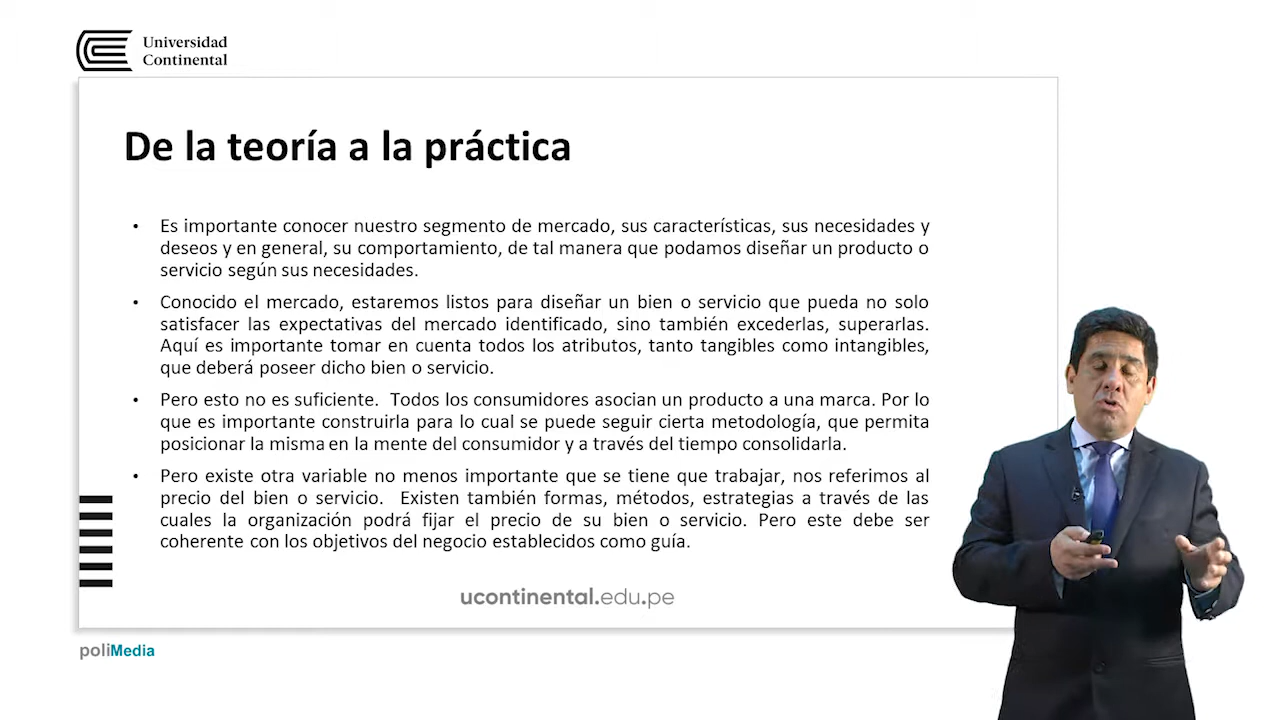 Universidad
Continental
De la teoría a la práctica
• Es importante conocer nuestro segmento de mercado, sus características, sus necesidades y
deseos y en general, su comportamiento, de tal manera que podamos diseñar un producto o
servicio según sus necesidades.
• Conocido el mercado, estaremos listos para diseñar un bien o servicio que pueda no solo
satisfacer las expectativas del mercado identificado, sino también excederlas, superarlas.
Aquí es importante tomar en cuenta todos los atributos, tanto tangibles como intangibles,
que deberá poseer dicho bien o servicio.
• Pero esto no es suficiente. Todos los consumidores asocian un producto a una marca. Por lo
que es importante construirla para lo cual se puede seguir cierta metodología, que permita
posicionar la misma en la mente del consumidor y a través del tiempo consolidarla.
• Pero existe otra variable no menos importante que se tiene que trabajar, nos referimos al
precio del bien o servicio. Existen también formas, métodos, estrategias a través de las
cuales la organización podrá fijar el precio de su bien o servicio. Pero este debe ser
coherente con los objetivos del negocio establecidos como guía.
ucontinental.edu.pe
poliMedia